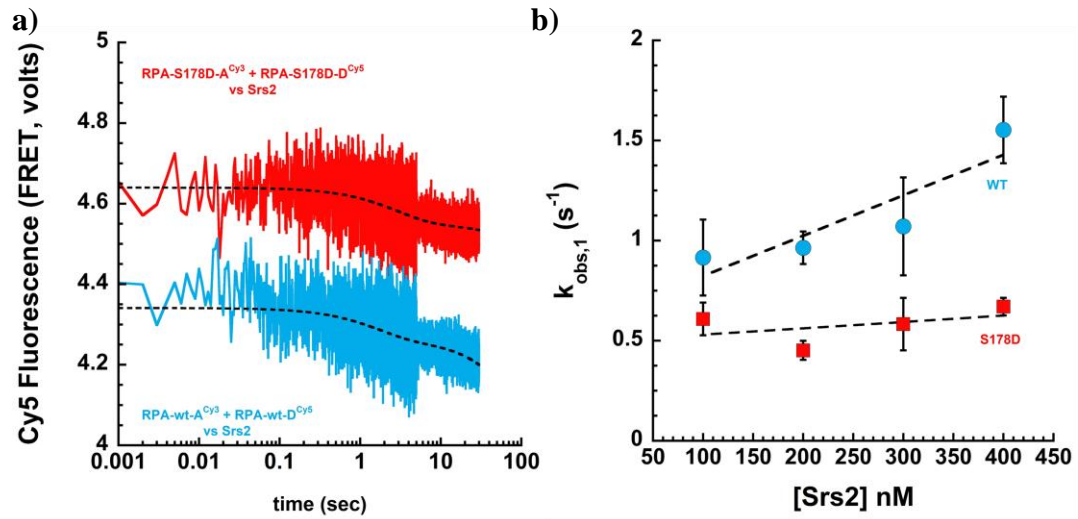 a)
Cy5 Fluorescence (FRET, volts)
5
4.8
4.6
4.4
4.2
4
RPA-S178D-A^Cy3 + RPA-S178D-D^Cy5
vs Srs2
RPA-wt-A^Cy3 + RPA-wt-D^Cy5
vs Srs2
0.001 0.01 0.1 1 10 100
time (sec)
b)
k_obs,1 (s^-1)
2
1.5
1
0.5
0
WT
S178D
50 100 150 200 250 300 350 400 450
[Srs2] nM